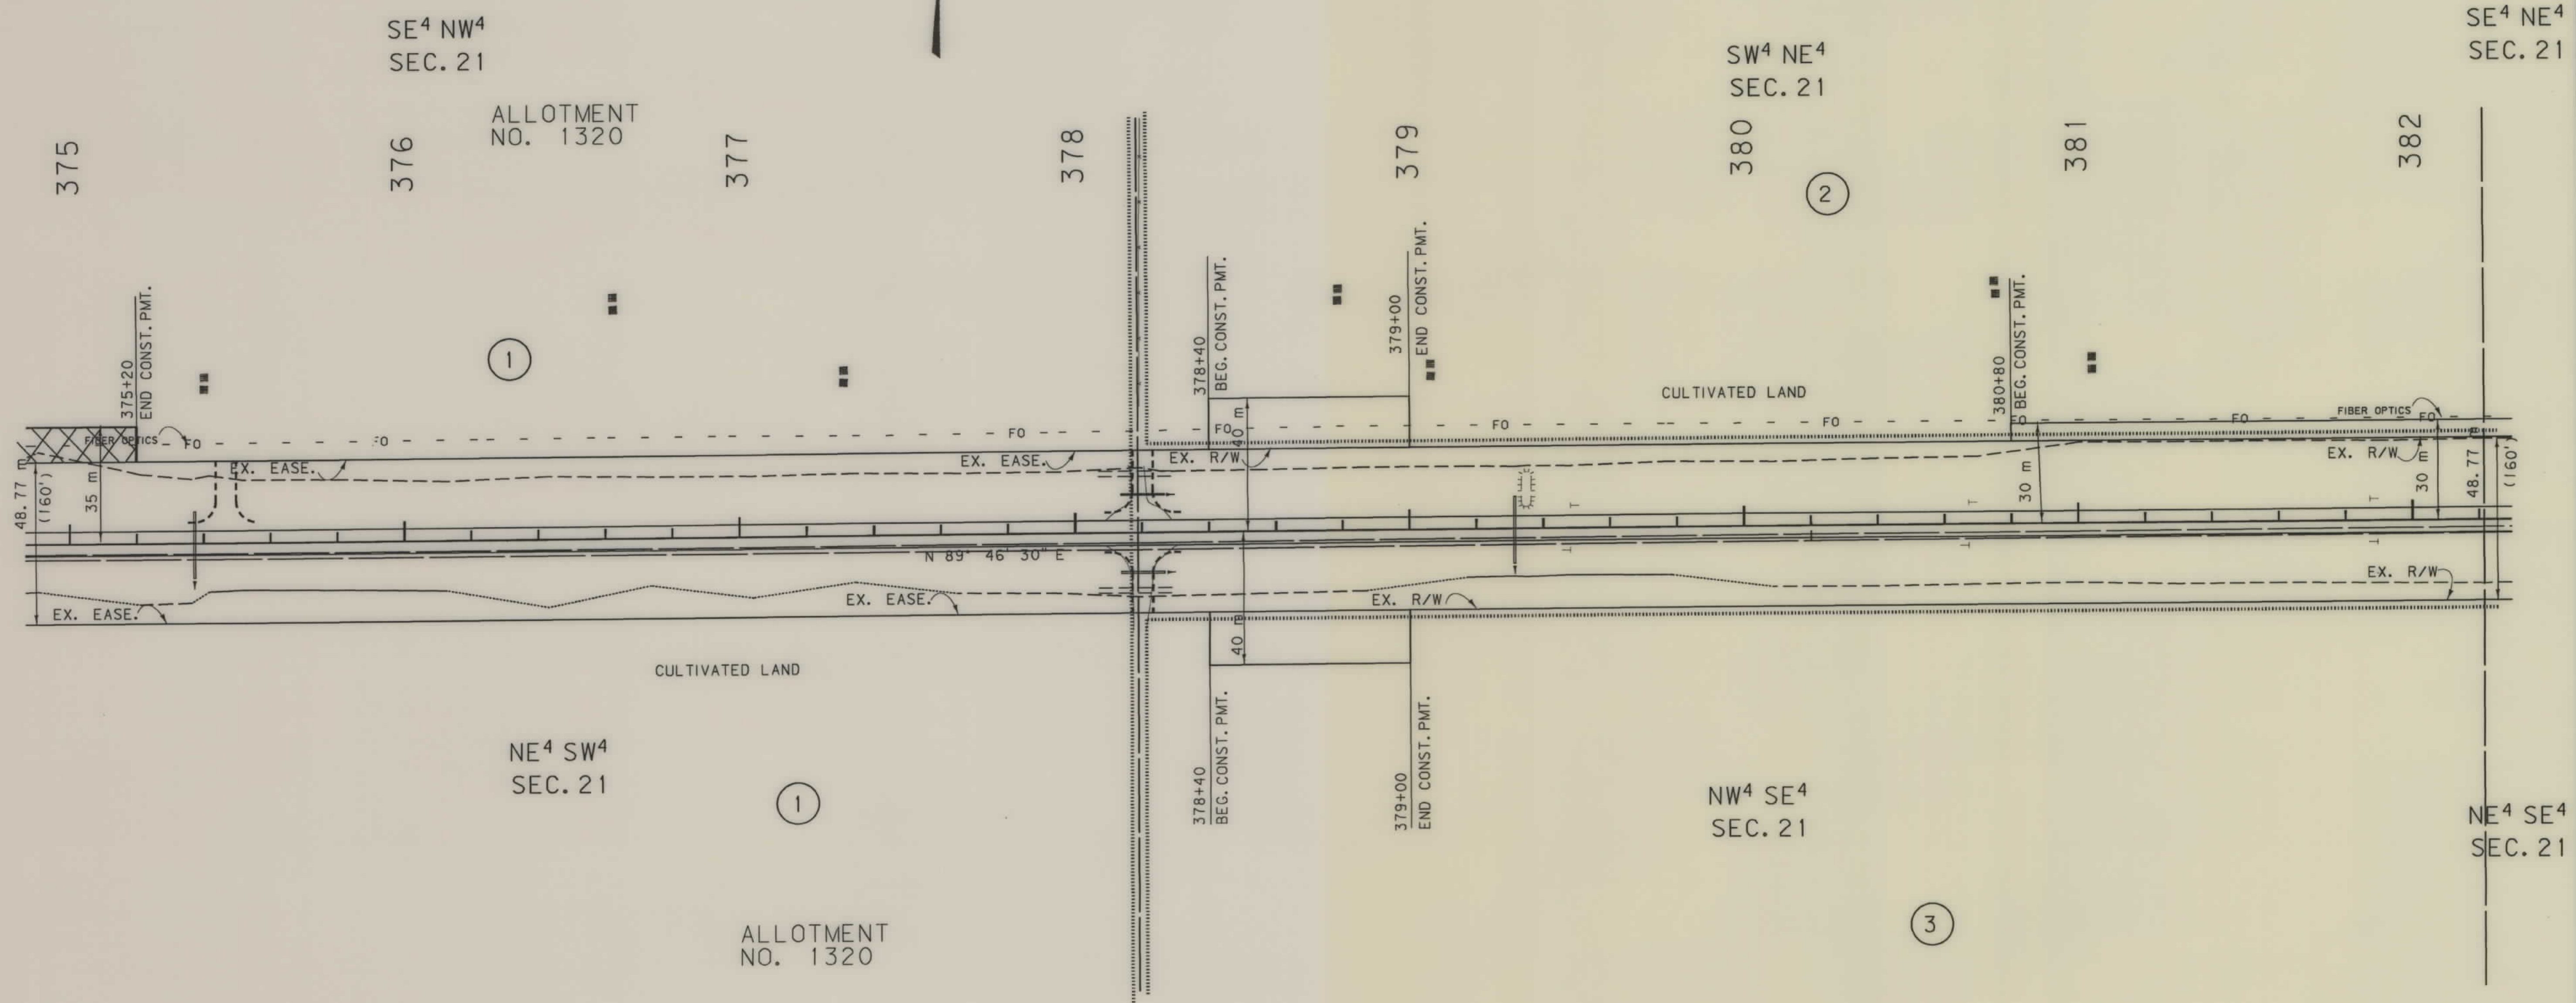 SE⁴ NW⁴
SEC. 21
SW⁴ NE⁴
SEC. 21
SE⁴ NE⁴
SEC. 21
ALLOTMENT
NO. 1320
375
376
377
378
379
380
381
382
1
2
375+20
END CONST. PMT.
378+40
BEG. CONST. PMT.
379+00
END CONST. PMT.
380+80
BEG. CONST. PMT.
CULTIVATED LAND
FIBER OPTICS
FO
FO
FO
FO
FO
FO
FO
FO
FIBER OPTICS
FO
EX. EASE.
EX. EASE.
EX. R/W
EX. R/W
48.77 m
(160')
35 m
40 m
30 m
30 m
48.77 m
(160')
T
T
T
N 89° 46' 30" E
T
T
T
EX. EASE.
EX. EASE.
EX. R/W
EX. R/W
40 m
CULTIVATED LAND
378+40
BEG. CONST. PMT.
379+00
END CONST. PMT.
NE⁴ SW⁴
SEC. 21
1
NW⁴ SE⁴
SEC. 21
NE⁴ SE⁴
SEC. 21
3
ALLOTMENT
NO. 1320